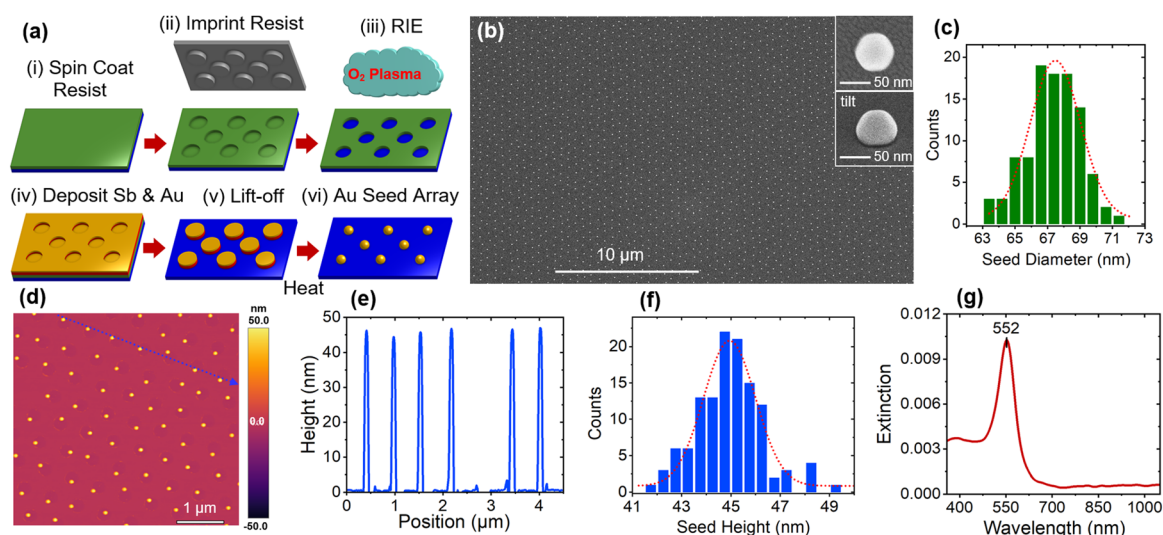 (a)
(i) Spin Coat
Resist
(ii) Imprint Resist
(iii) RIE
O₂ Plasma
(iv) Deposit Sb & Au
(v) Lift-off
(vi) Au Seed Array
Heat
(b)
10 µm
50 nm
tilt
50 nm
(c)
Counts
20
15
10
5
0
63 65 67 69 71 73
Seed Diameter (nm)
(d)
nm
50.0
0.0
-50.0
1 µm
(e)
Height (nm)
50
40
30
20
10
0
0 1 2 3 4
Position (µm)
(f)
Counts
20
15
10
5
0
41 43 45 47 49
Seed Height (nm)
(g)
552
Extinction
0.012
0.009
0.006
0.003
0.000
400 550 700 850 1000
Wavelength (nm)